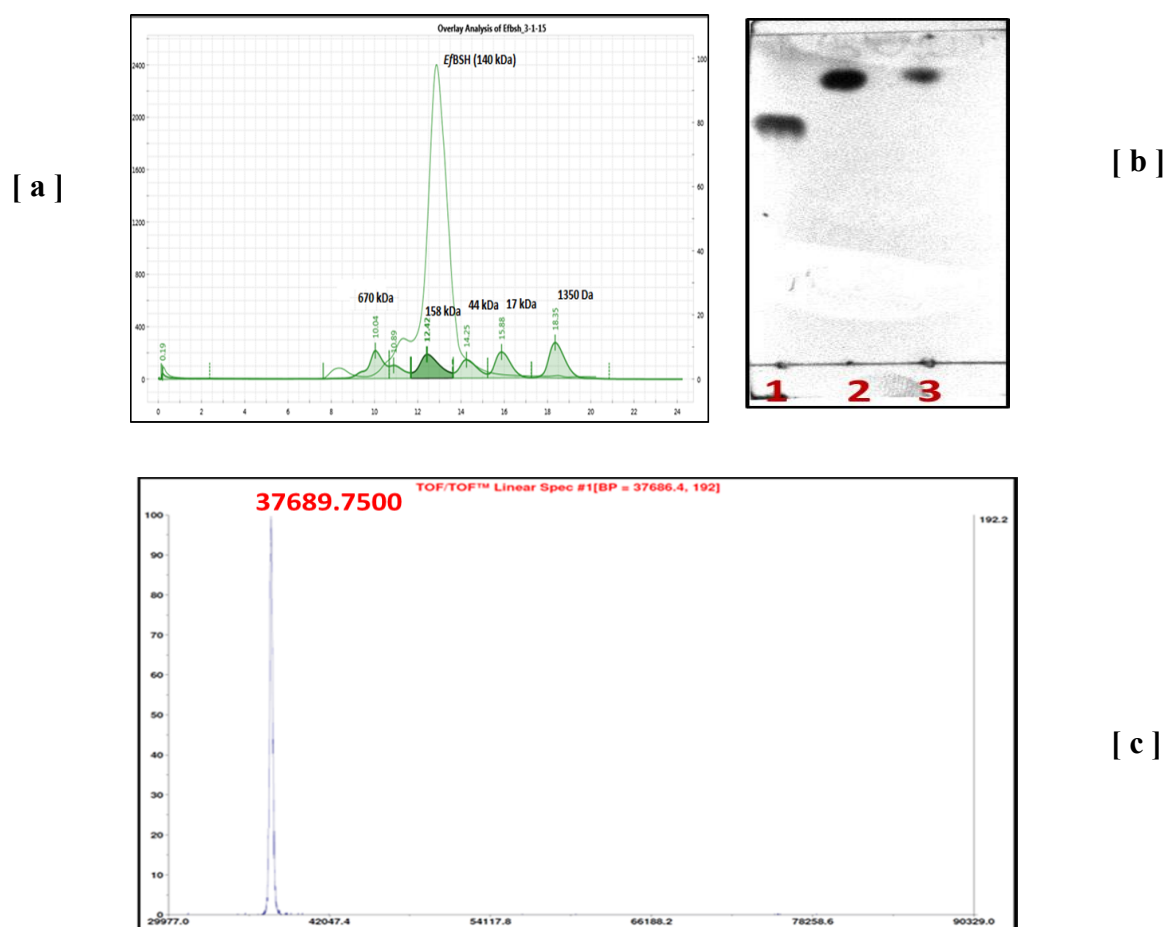 Overlay Analysis of Efbsh_3-1-15
EfBSH (140 kDa)
[ a ]
[ b ]
2400
2000
1600
1200
800
400
0
100
80
60
40
20
0
670 kDa
158 kDa
44 kDa
17 kDa
1350 Da
0.19
10.04
10.89
12.42
14.25
15.88
18.35
0 2 4 6 8 10 12 14 16 18 20 22 24
1 2 3
TOF/TOF™ Linear Spec #1[BP = 37686.4, 192]
37689.7500
192.2
[ c ]
100
90
80
70
60
50
40
30
20
10
0
29977.0 42047.4 54117.8 66188.2 78258.6 90329.0